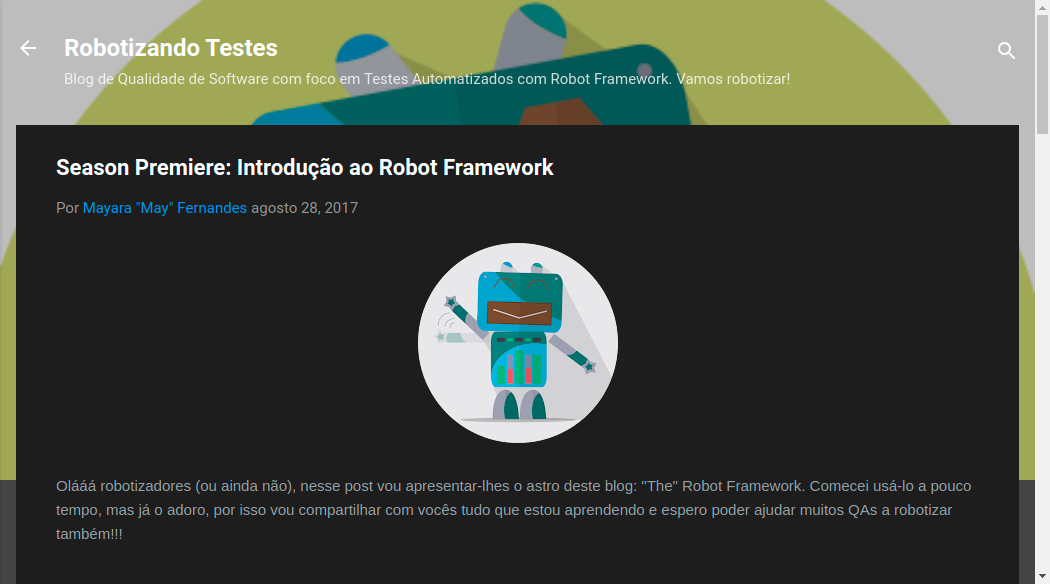 Robotizando Testes
Blog de Qualidade de Software com foco em Testes Automatizados com Robot Framework. Vamos robotizar!
Season Premiere: Introdução ao Robot Framework
Por Mayara "May" Fernandes agosto 28, 2017
Olááá robotizadores (ou ainda não), nesse post vou apresentar-lhes o astro deste blog: "The" Robot Framework. Comecei usá-lo a pouco
tempo, mas já o adoro, por isso vou compartilhar com vocês tudo que estou aprendendo e espero poder ajudar muitos QAs a robotizar
também!!!